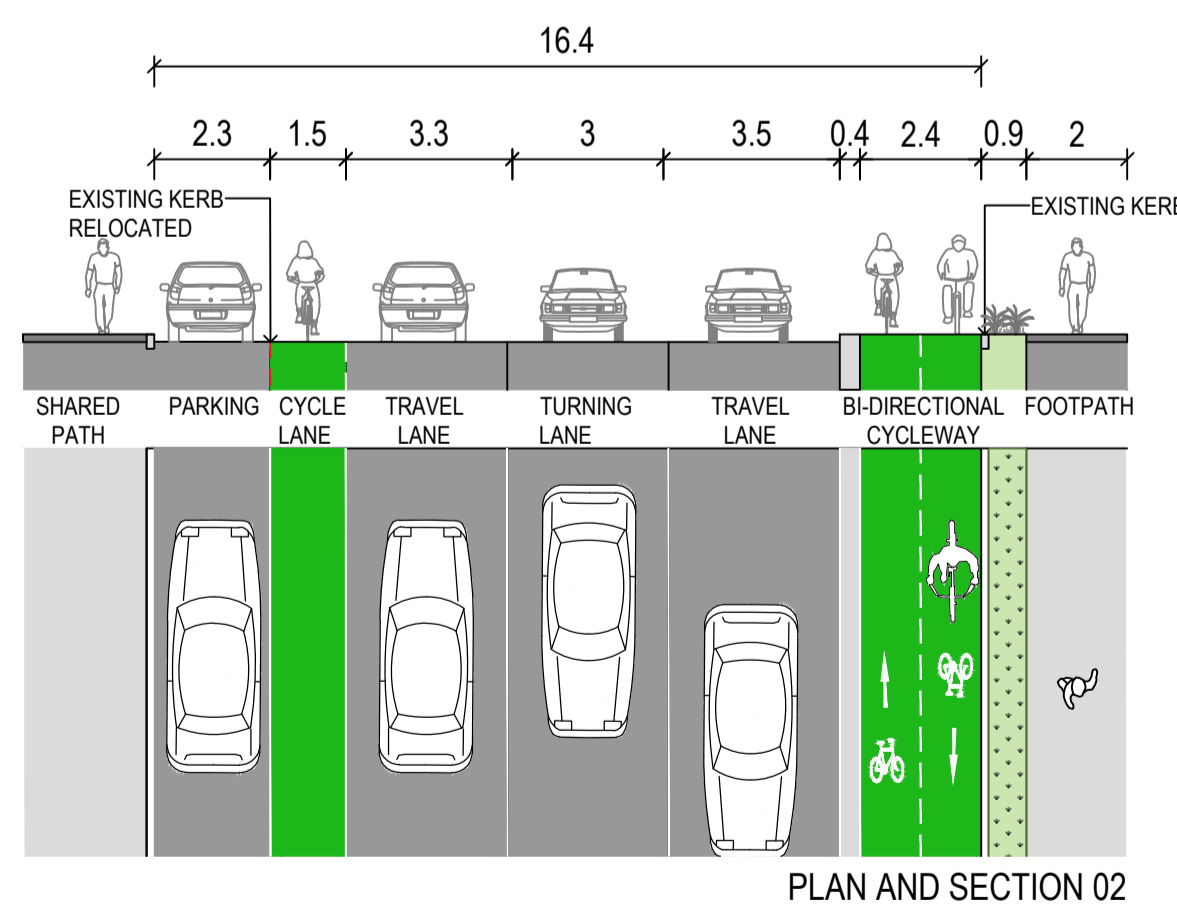 16.4
2.3 1.5 3.3 3 3.5 0.4 2.4 0.9 2
EXISTING KERB
RELOCATED
EXISTING KERB
SHARED PATH
PARKING
CYCLE LANE
TRAVEL LANE
TURNING LANE
TRAVEL LANE
BI-DIRECTIONAL CYCLEWAY
FOOTPATH
PLAN AND SECTION 02